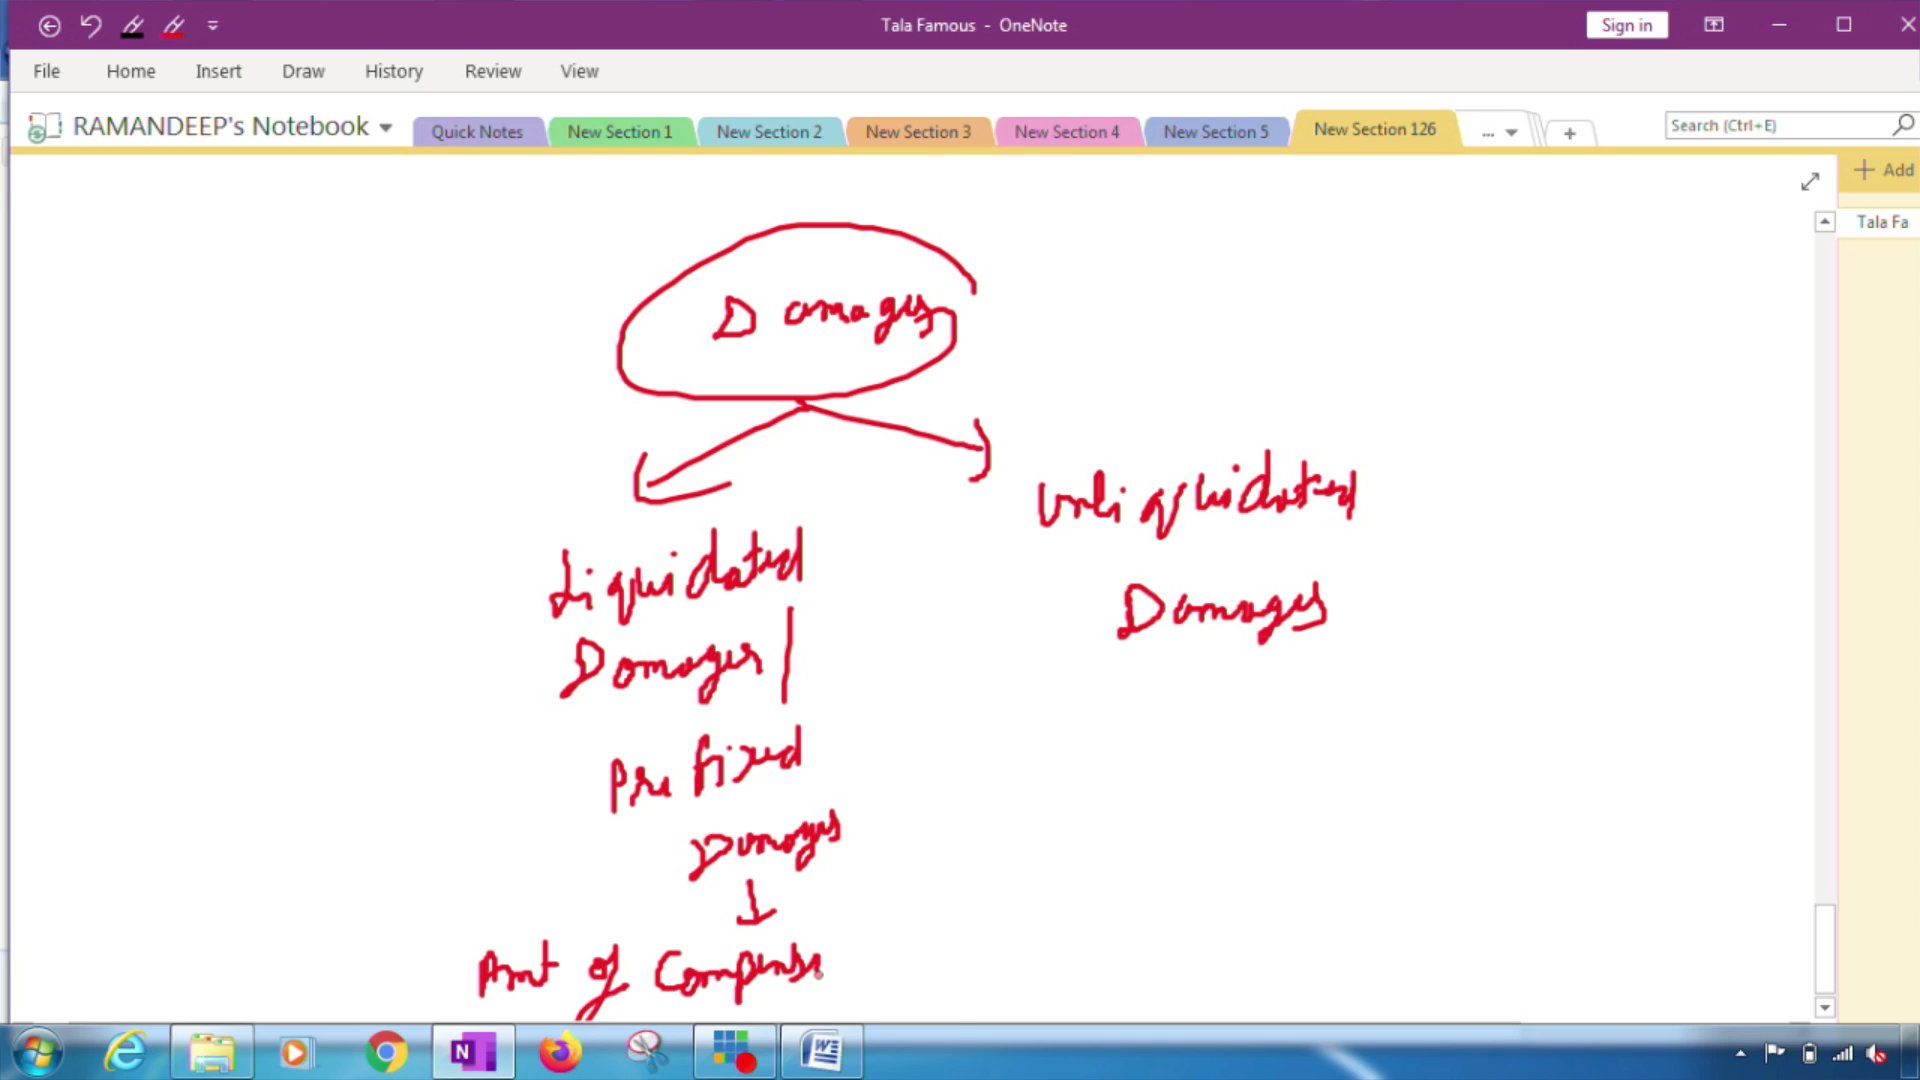 Tala Famous - OneNote
Sign in
File Home Insert Draw History Review View
RAMANDEEP's Notebook
Quick Notes New Section 1 New Section 2 New Section 3 New Section 4 New Section 5 New Section 126 ...
Search (Ctrl+E)
Add
Tala Fa
Damages
Unliquidated
Damages
Liquidated
Damages
Pre fixed
Damages
Amt of Compens